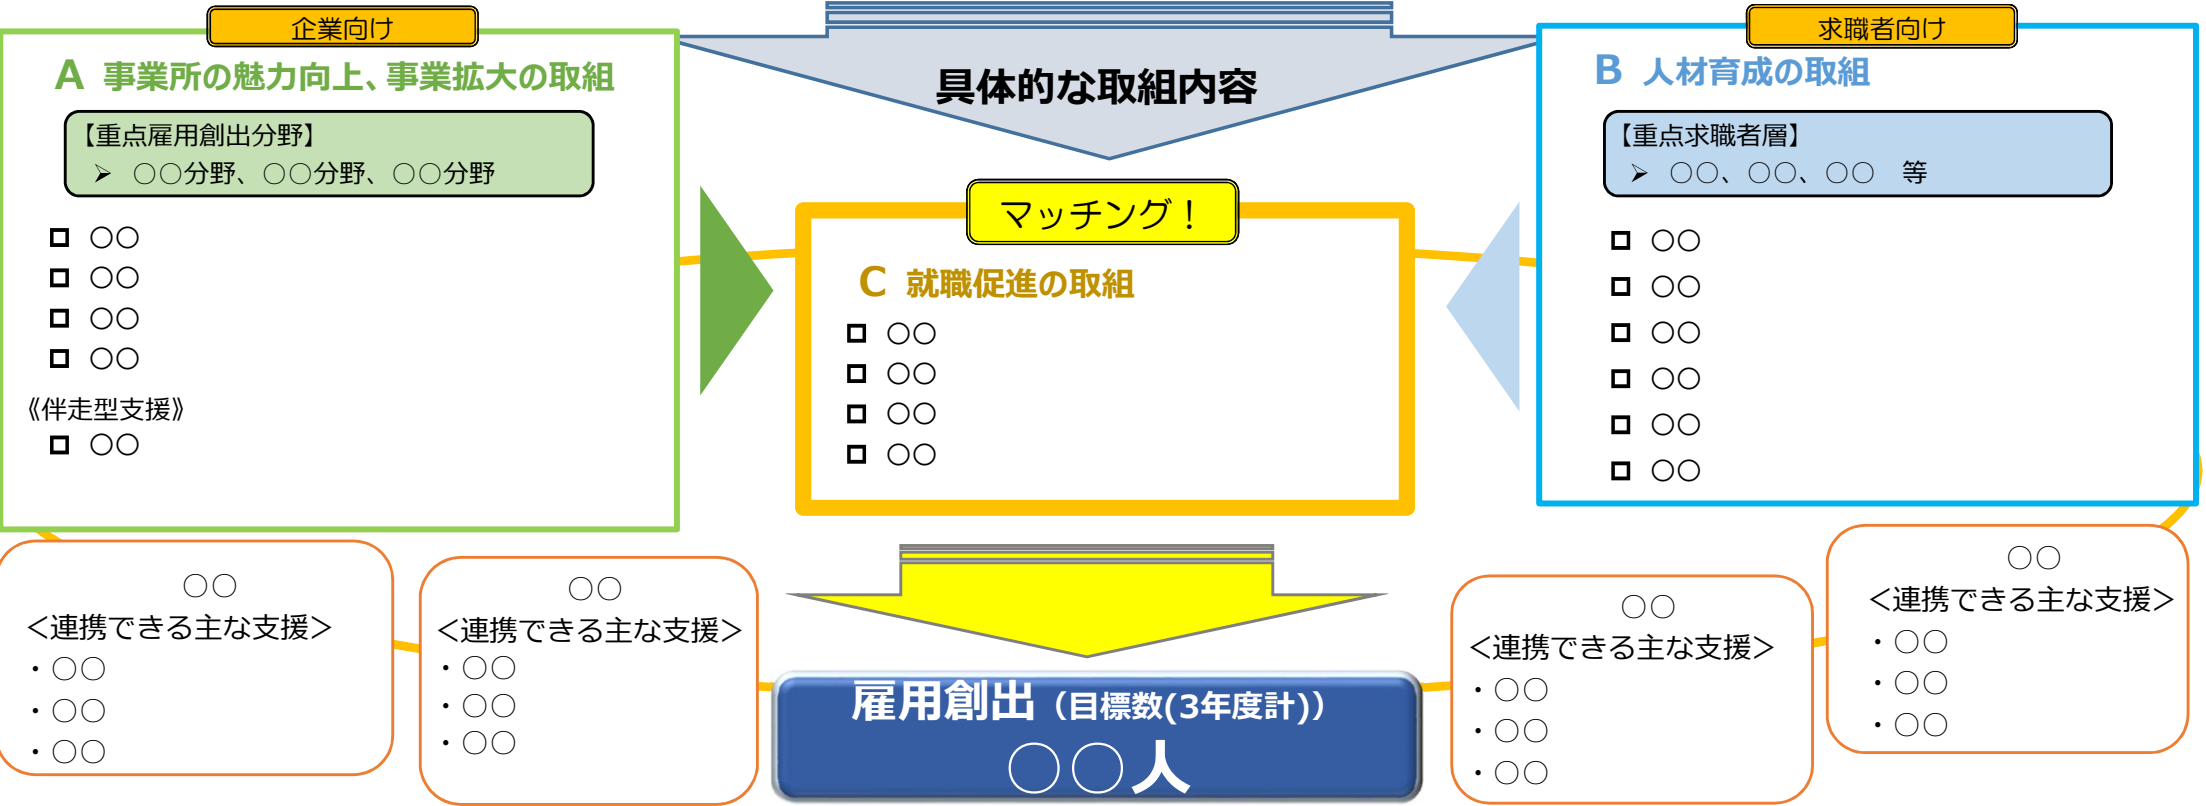 具体的な取組内容
企業向け
A 事業所の魅力向上、事業拡大の取組
【重点雇用創出分野】
➢ ○○分野、○○分野、○○分野
□ ○○
□ ○○
□ ○○
□ ○○
《伴走型支援》
□ ○○
マッチング！
C 就職促進の取組
□ ○○
□ ○○
□ ○○
□ ○○
求職者向け
B 人材育成の取組
【重点求職者層】
➢ ○○、○○、○○ 等
□ ○○
□ ○○
□ ○○
□ ○○
□ ○○
□ ○○
○○
＜連携できる主な支援＞
・○○
・○○
・○○
○○
＜連携できる主な支援＞
・○○
・○○
・○○
雇用創出（目標数(3年度計)）
○○人
○○
＜連携できる主な支援＞
・○○
・○○
・○○
○○
＜連携できる主な支援＞
・○○
・○○
・○○